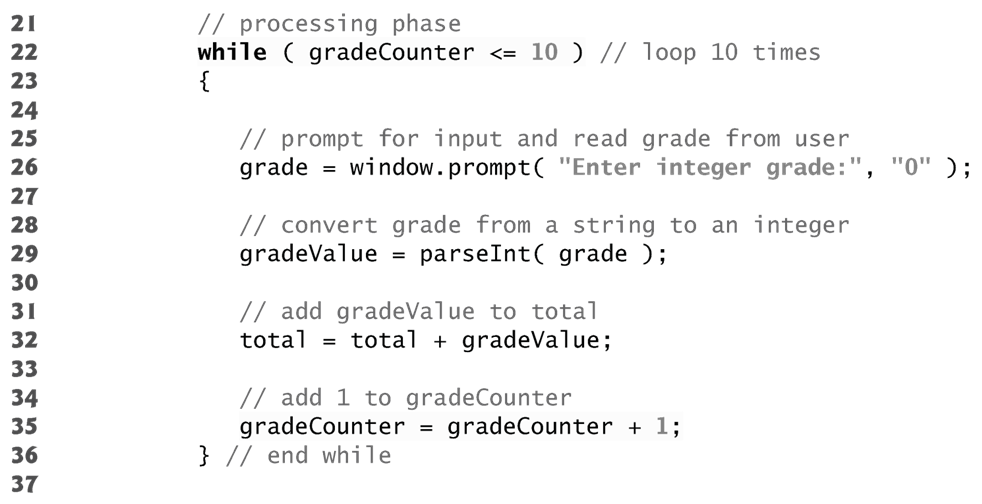 21 // processing phase
22 while ( gradeCounter <= 10 ) // loop 10 times
23 {
24
25 // prompt for input and read grade from user
26 grade = window.prompt( "Enter integer grade:", "0" );
27
28 // convert grade from a string to an integer
29 gradeValue = parseInt( grade );
30
31 // add gradeValue to total
32 total = total + gradeValue;
33
34 // add 1 to gradeCounter
35 gradeCounter = gradeCounter + 1;
36 } // end while
37